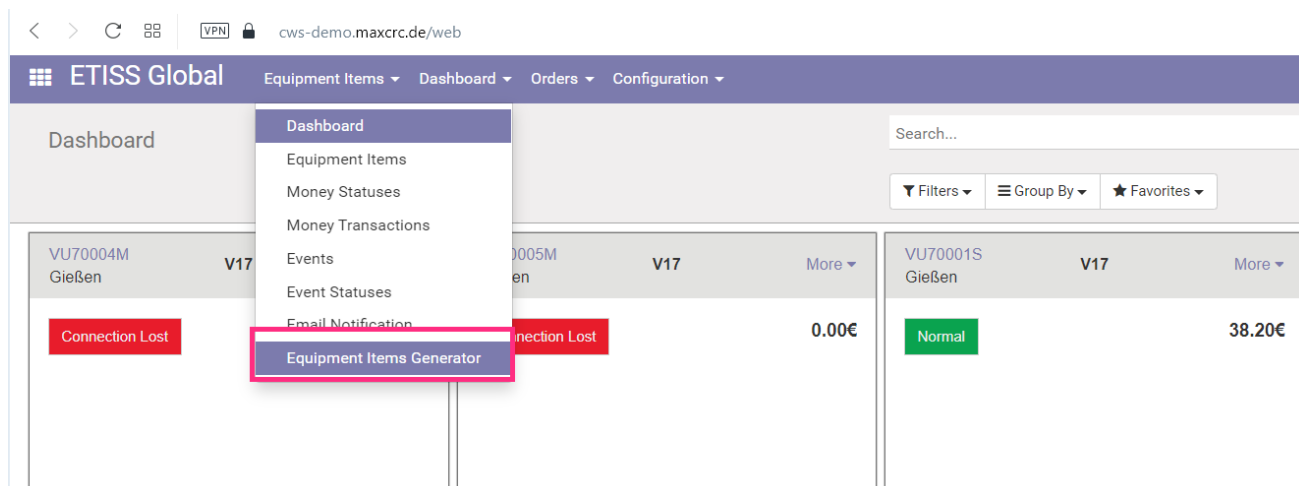 VPN cws-demo.maxcrc.de/web
ETISS Global Equipment Items Dashboard Orders Configuration
Dashboard
Search...
Filters Group By Favorites
Dashboard
Equipment Items
Money Statuses
Money Transactions
Events
Event Statuses
Email Notification
Equipment Items Generator
VU70004M
Gießen
V17
Connection Lost
0005M
en
V17
More
nnection Lost
0.00€
VU70001S
Gießen
V17
More
Normal
38.20€